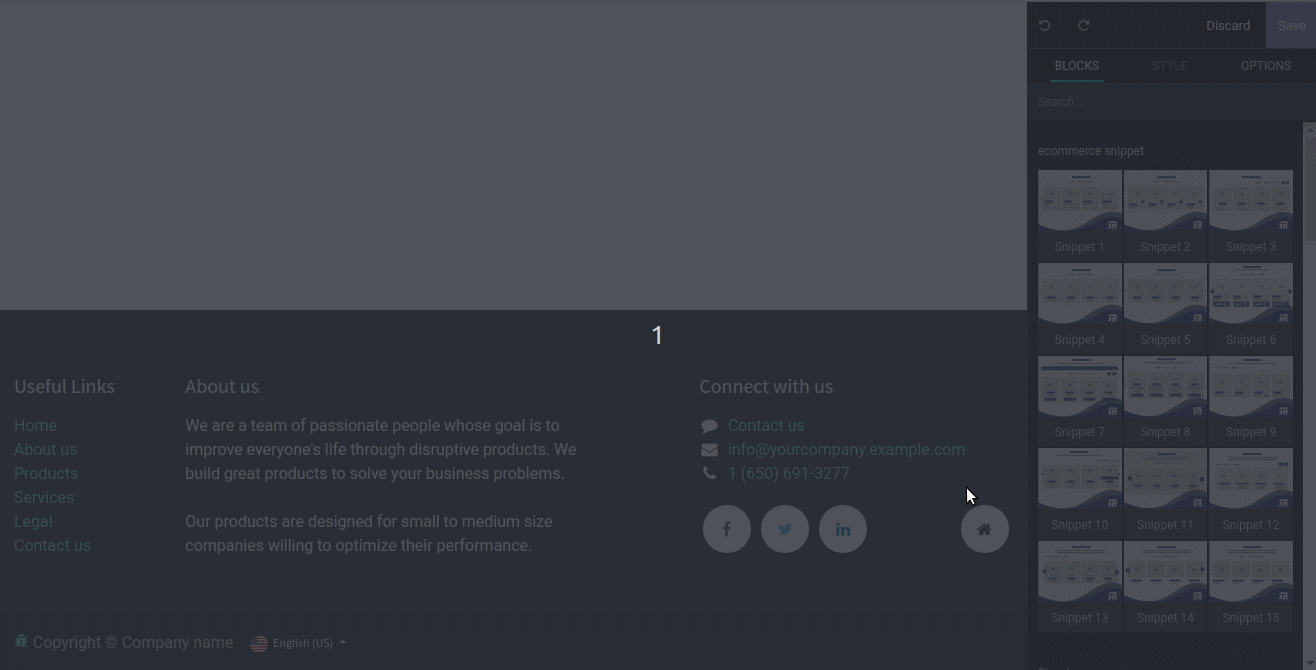 Discard Save
BLOCKS STYLE OPTIONS
Search...
ecommerce snippet
Snippet 1 Snippet 2 Snippet 3
Snippet 4 Snippet 5 Snippet 6
Snippet 7 Snippet 8 Snippet 9
Snippet 10 Snippet 11 Snippet 12
Snippet 13 Snippet 14 Snippet 15
1
Useful Links
Home
About us
Products
Services
Legal
Contact us
About us
We are a team of passionate people whose goal is to
improve everyone's life through disruptive products. We
build great products to solve your business problems.
Our products are designed for small to medium size
companies willing to optimize their performance.
Connect with us
Contact us
info@yourcompany.example.com
1 (650) 691-3277
Copyright © Company name English (US)